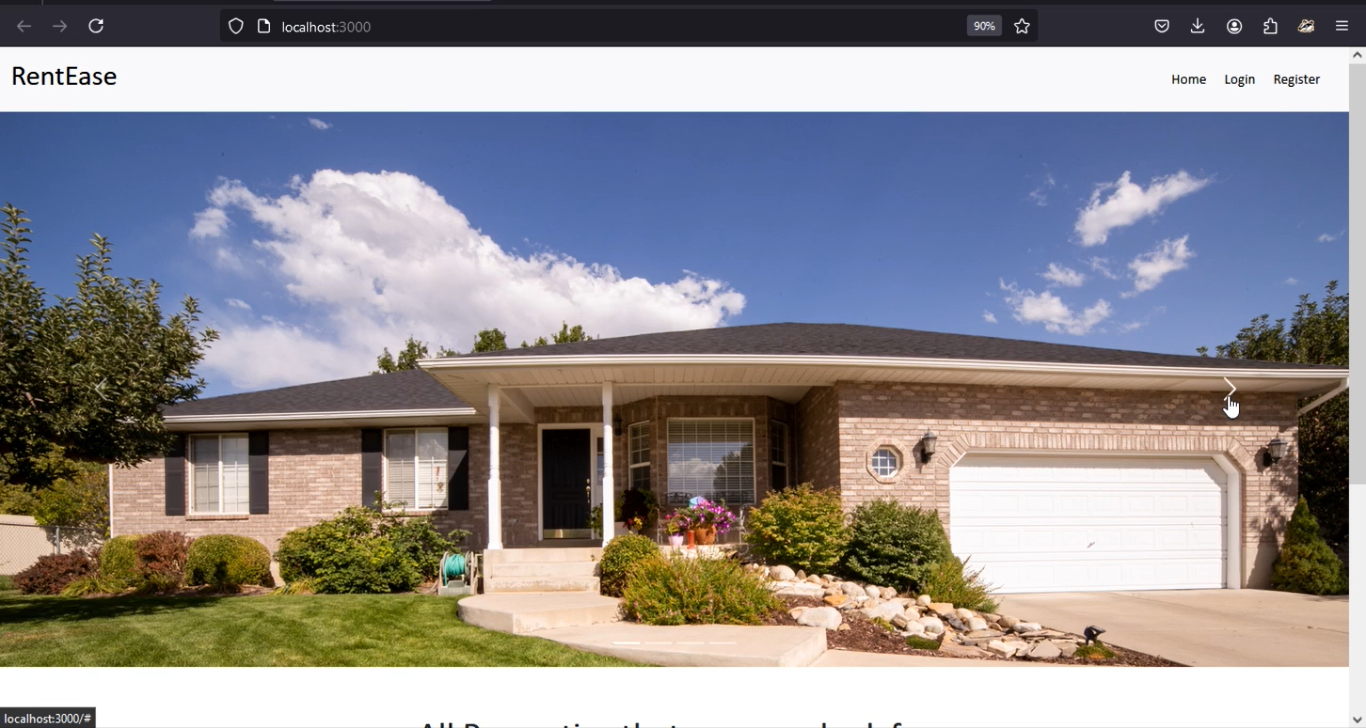 localhost:3000
90%
RentEase
Home Login Register
localhost:3000/#